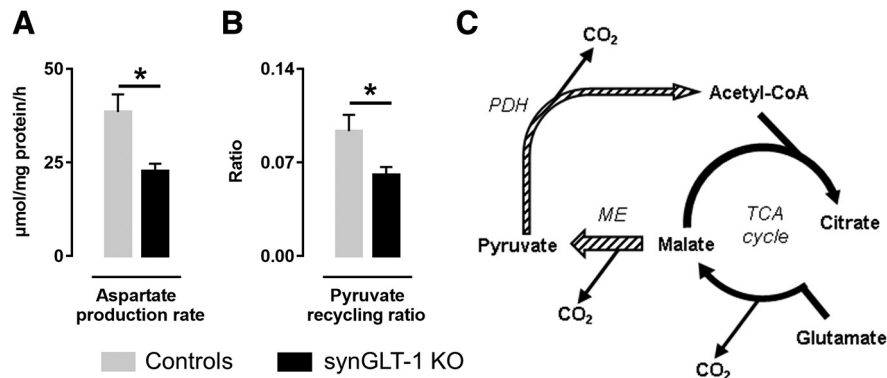 A
µmol/mg protein/h
50
25
0
*
Aspartate
production rate
B
Ratio
0.14
0.07
0.00
*
Pyruvate
recycling ratio
Controls
synGLT-1 KO
C
CO₂
PDH
Acetyl-CoA
ME
TCA
cycle
Citrate
Pyruvate
Malate
CO₂
Glutamate
CO₂